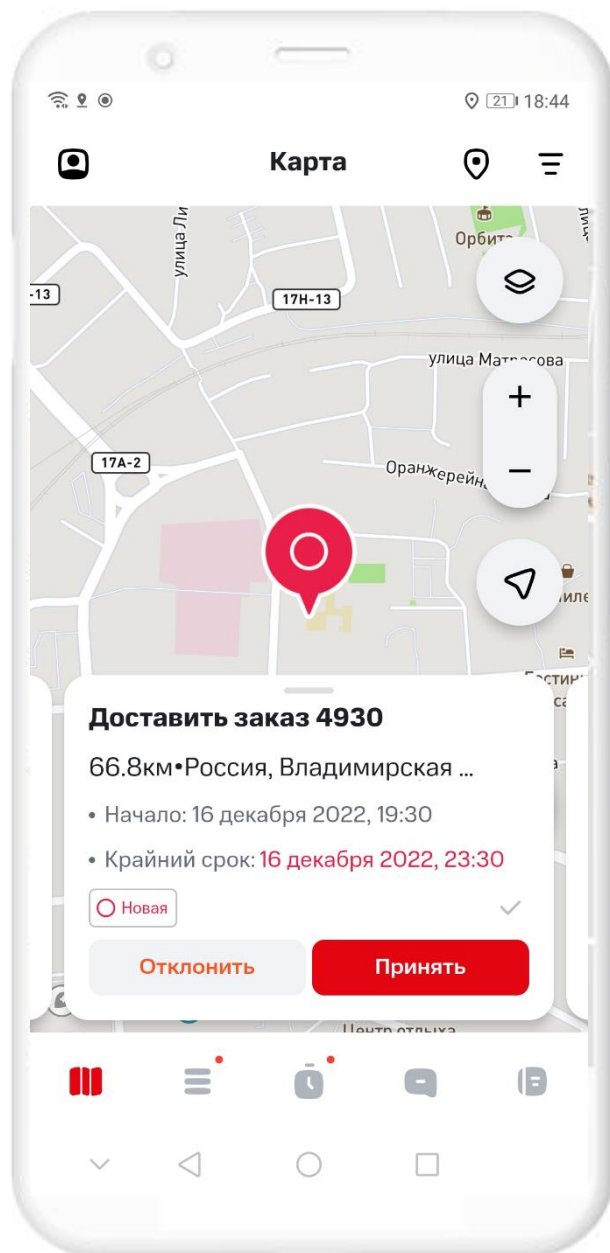 21 18:44
Карта
улица Ли
Орбита
-13
17Н-13
улица Матросова
17А-2
Оранжерейн
иле
Гостин
Доставить заказ 4930
66.8км•Россия, Владимирская ...
• Начало: 16 декабря 2022, 19:30
• Крайний срок: 16 декабря 2022, 23:30
Новая
Отклонить
Принять
Центр отдыха